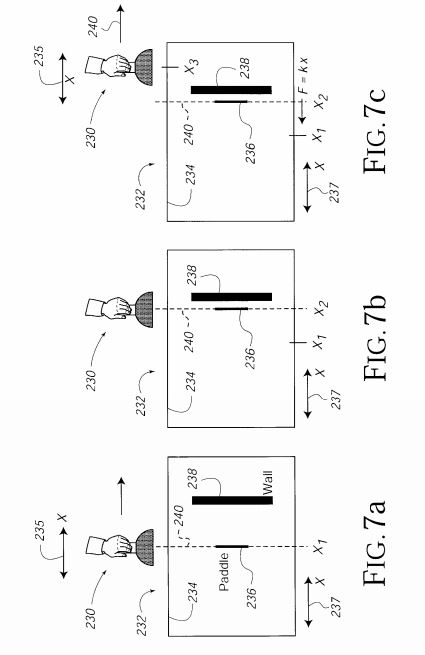 235
X
230
232
234
240
238
Paddle
Wall
236
X
237
X₁
FIG. 7a
230
232
234
240
238
236
X
237
X₁
X₂
FIG. 7b
240
235
X
230
232
234
240
X₃
238
236
F = kx
X
237
X₁
X₂
FIG. 7c